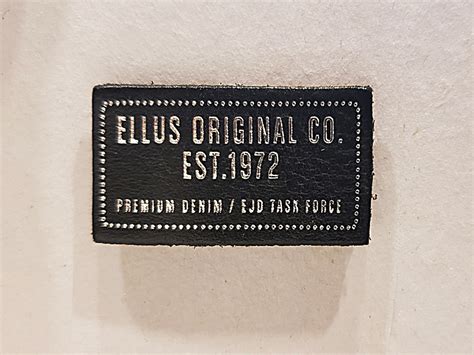 ELLUS ORIGINAL CO.
EST.1972
PREMIUM DENIM / EJD TASK FORCE